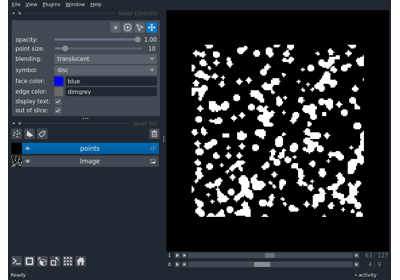 File View Plugins Window Help
layer controls
opacity: 1.00
point size: 10
blending: translucent
symbol: disc
face color: blue
edge color: dimgrey
display text:
out of slice:
layer list
points
Image
1 63 127
0 4 9
Ready activity